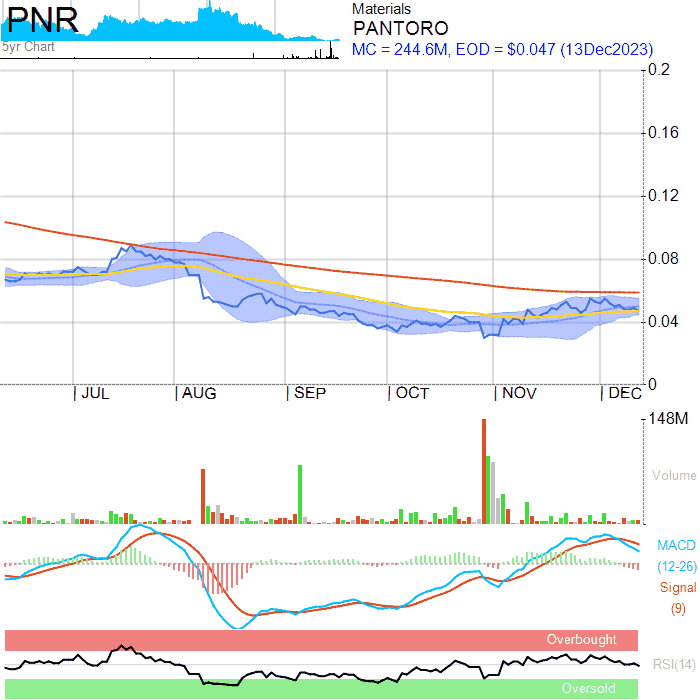 PNR
5yr Chart
Materials
PANTORO
MC = 244.6M, EOD = $0.047 (13Dec2023)
0.2
0.16
0.12
0.08
0.04
0
JUL
AUG
SEP
OCT
NOV
DEC
148M
Volume
MACD
(12-26)
Signal
(9)
Overbought
RSI(14)
Oversold